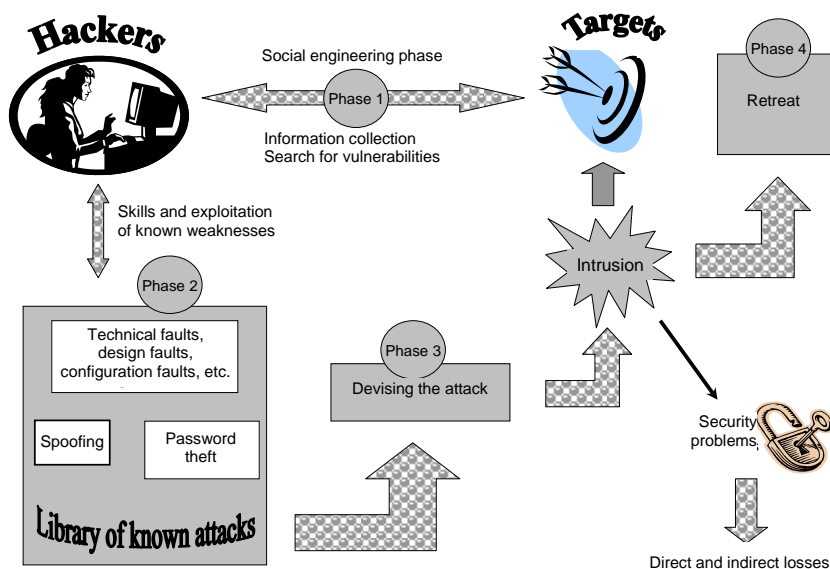 Hackers
Social engineering phase
Phase 1
Information collection
Search for vulnerabilities
Targets
Phase 4
Retreat
Skills and exploitation
of known weaknesses
Intrusion
Phase 2
Technical faults,
design faults,
configuration faults, etc.
Spoofing
Password
theft
Library of known attacks
Phase 3
Devising the attack
Security
problems;
Direct and indirect losses